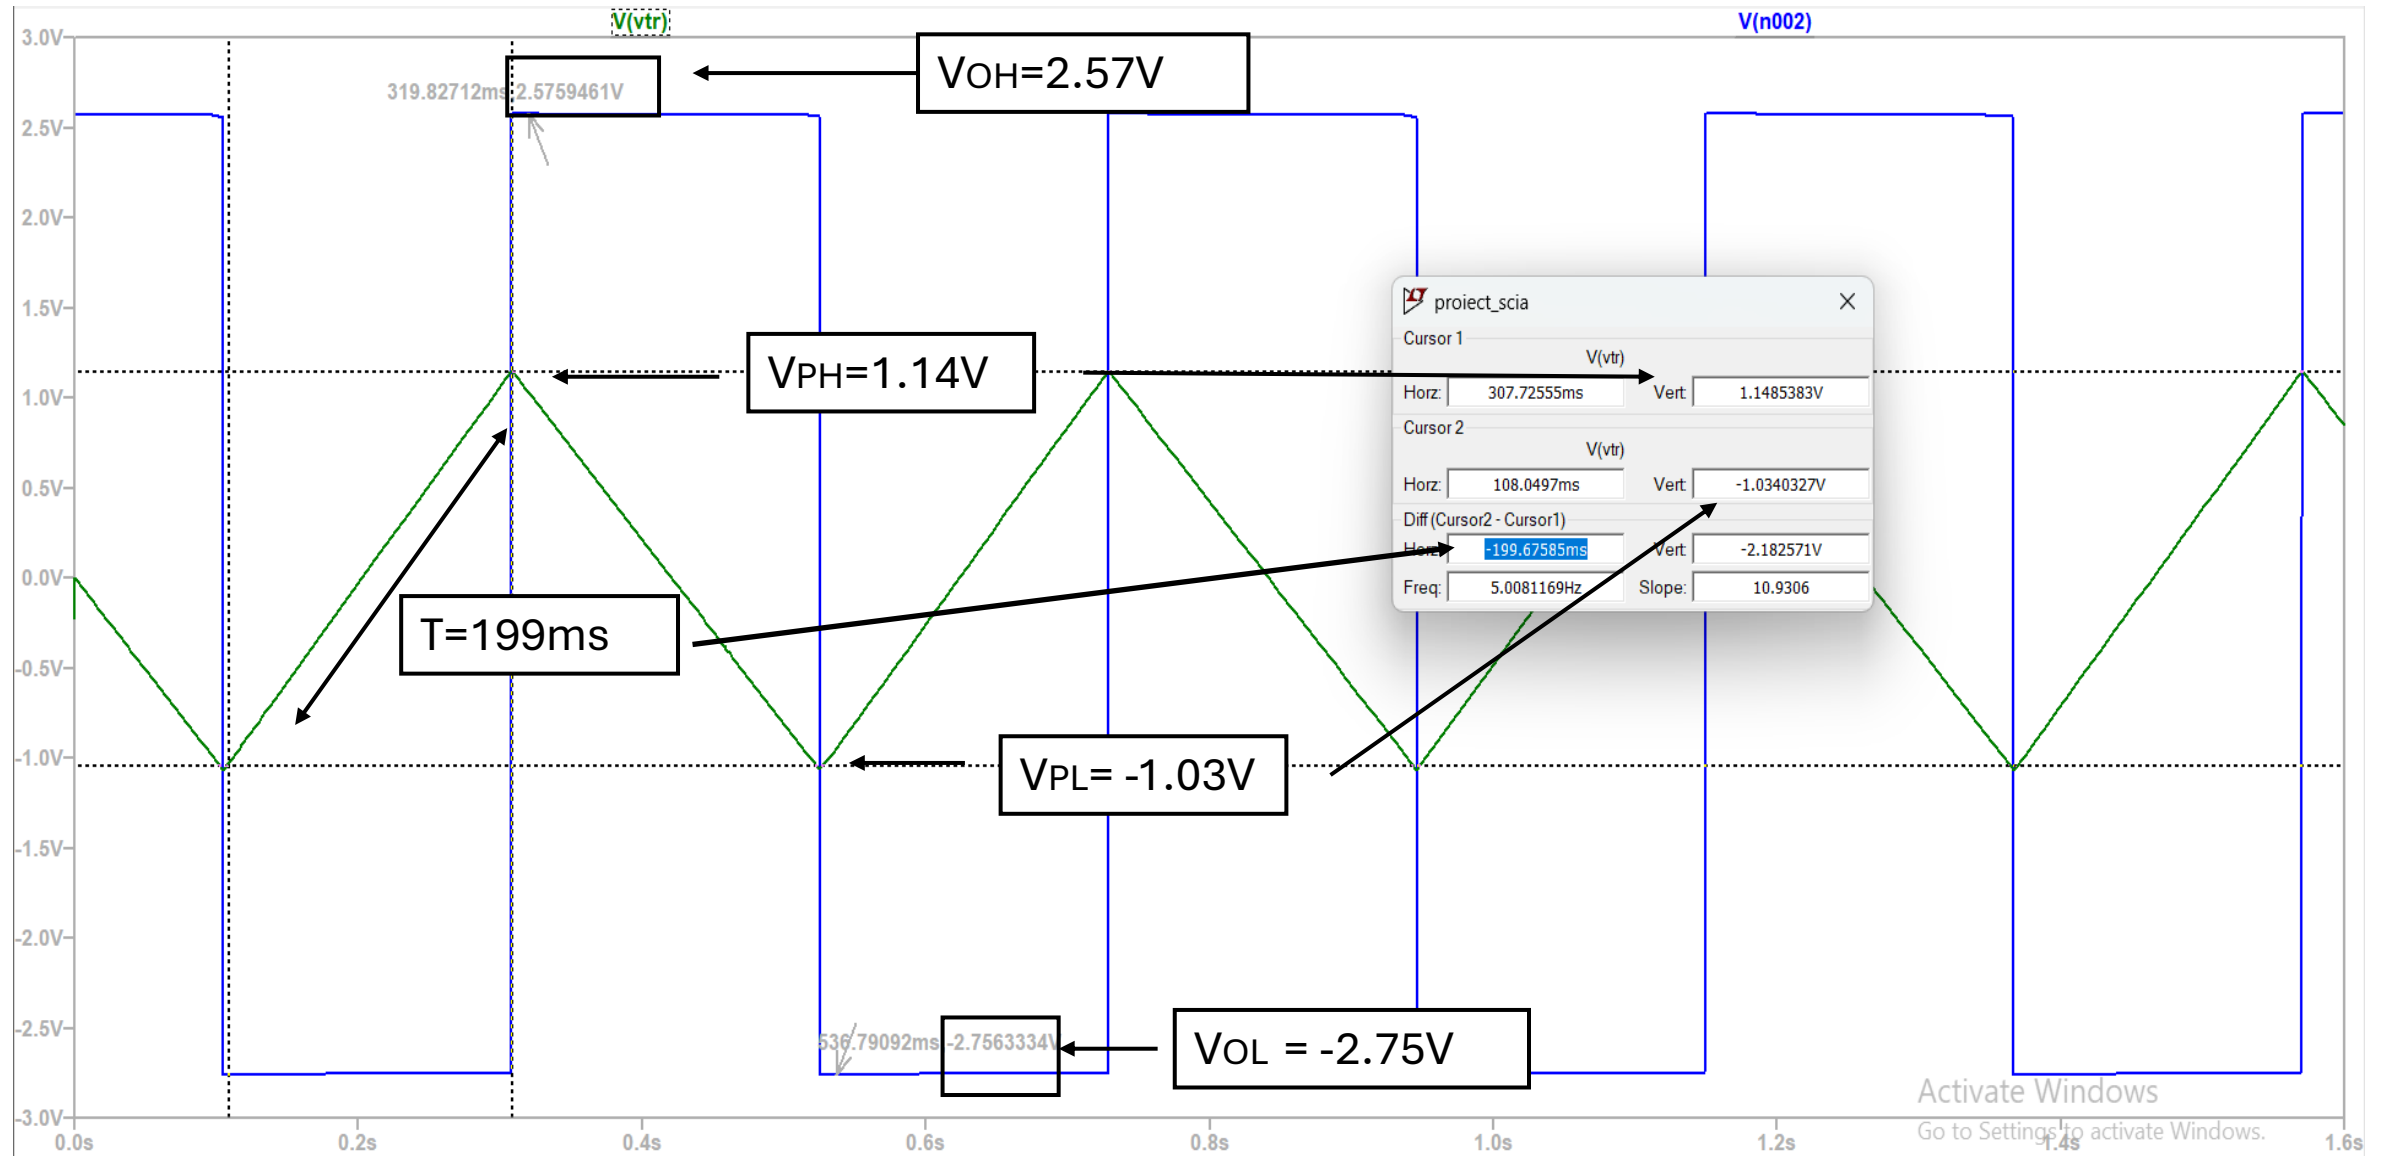 V(vtr)
V(n002)
3.0V
2.5V
2.0V
1.5V
1.0V
0.5V
0.0V
-0.5V
-1.0V
-1.5V
-2.0V
-2.5V
-3.0V
319.82712ms 2.5759461V
VOH=2.57V
VPH=1.14V
T=199ms
VPL= -1.03V
536.79092ms -2.7563334V
VOL = -2.75V
proiect_scia
Cursor 1
V(vtr)
Horz: 307.72555ms Vert: 1.1485383V
Cursor 2
V(vtr)
Horz: 108.0497ms Vert: -1.0340327V
Diff (Cursor2 - Cursor1)
Horz: -199.67585ms Vert: -2.182571V
Freq: 5.0081169Hz Slope: 10.9306
Activate Windows
Go to Settings to activate Windows.
0.0s 0.2s 0.4s 0.6s 0.8s 1.0s 1.2s 1.4s 1.6s